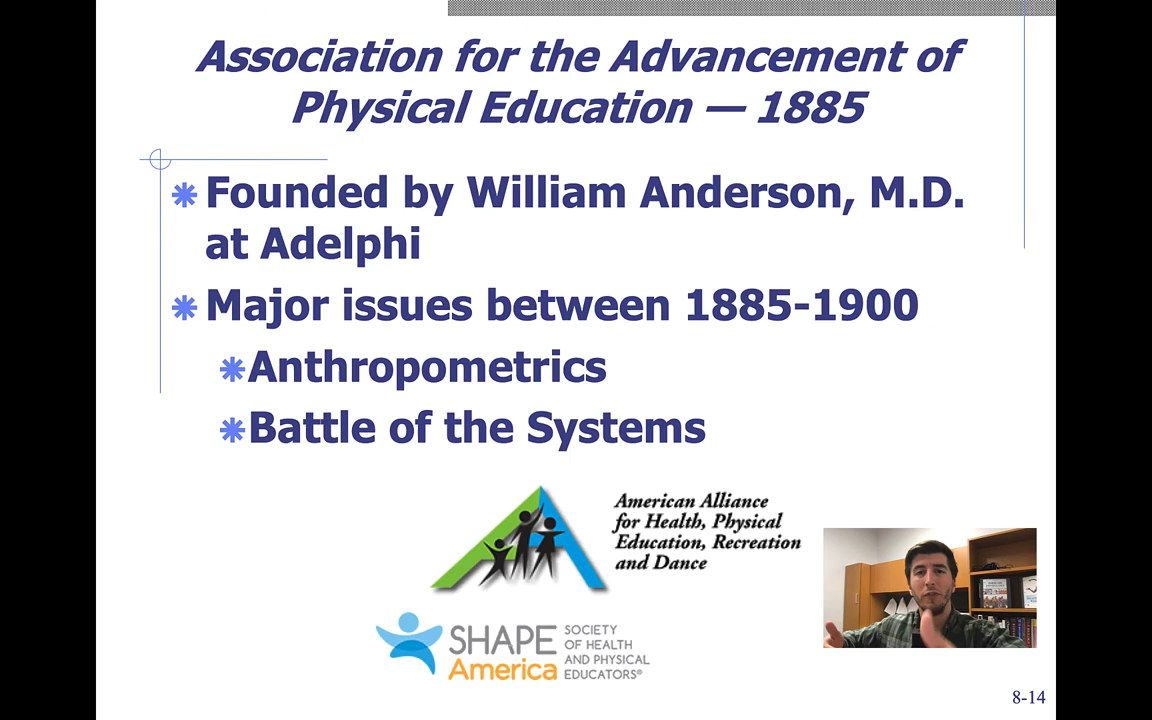 Association for the Advancement of
Physical Education — 1885
Founded by William Anderson, M.D.
at Adelphi
Major issues between 1885-1900
Anthropometrics
Battle of the Systems
American Alliance
for Health, Physical
Education, Recreation
and Dance
SHAPE
America
SOCIETY
OF HEALTH
AND PHYSICAL
EDUCATORS®
8-14